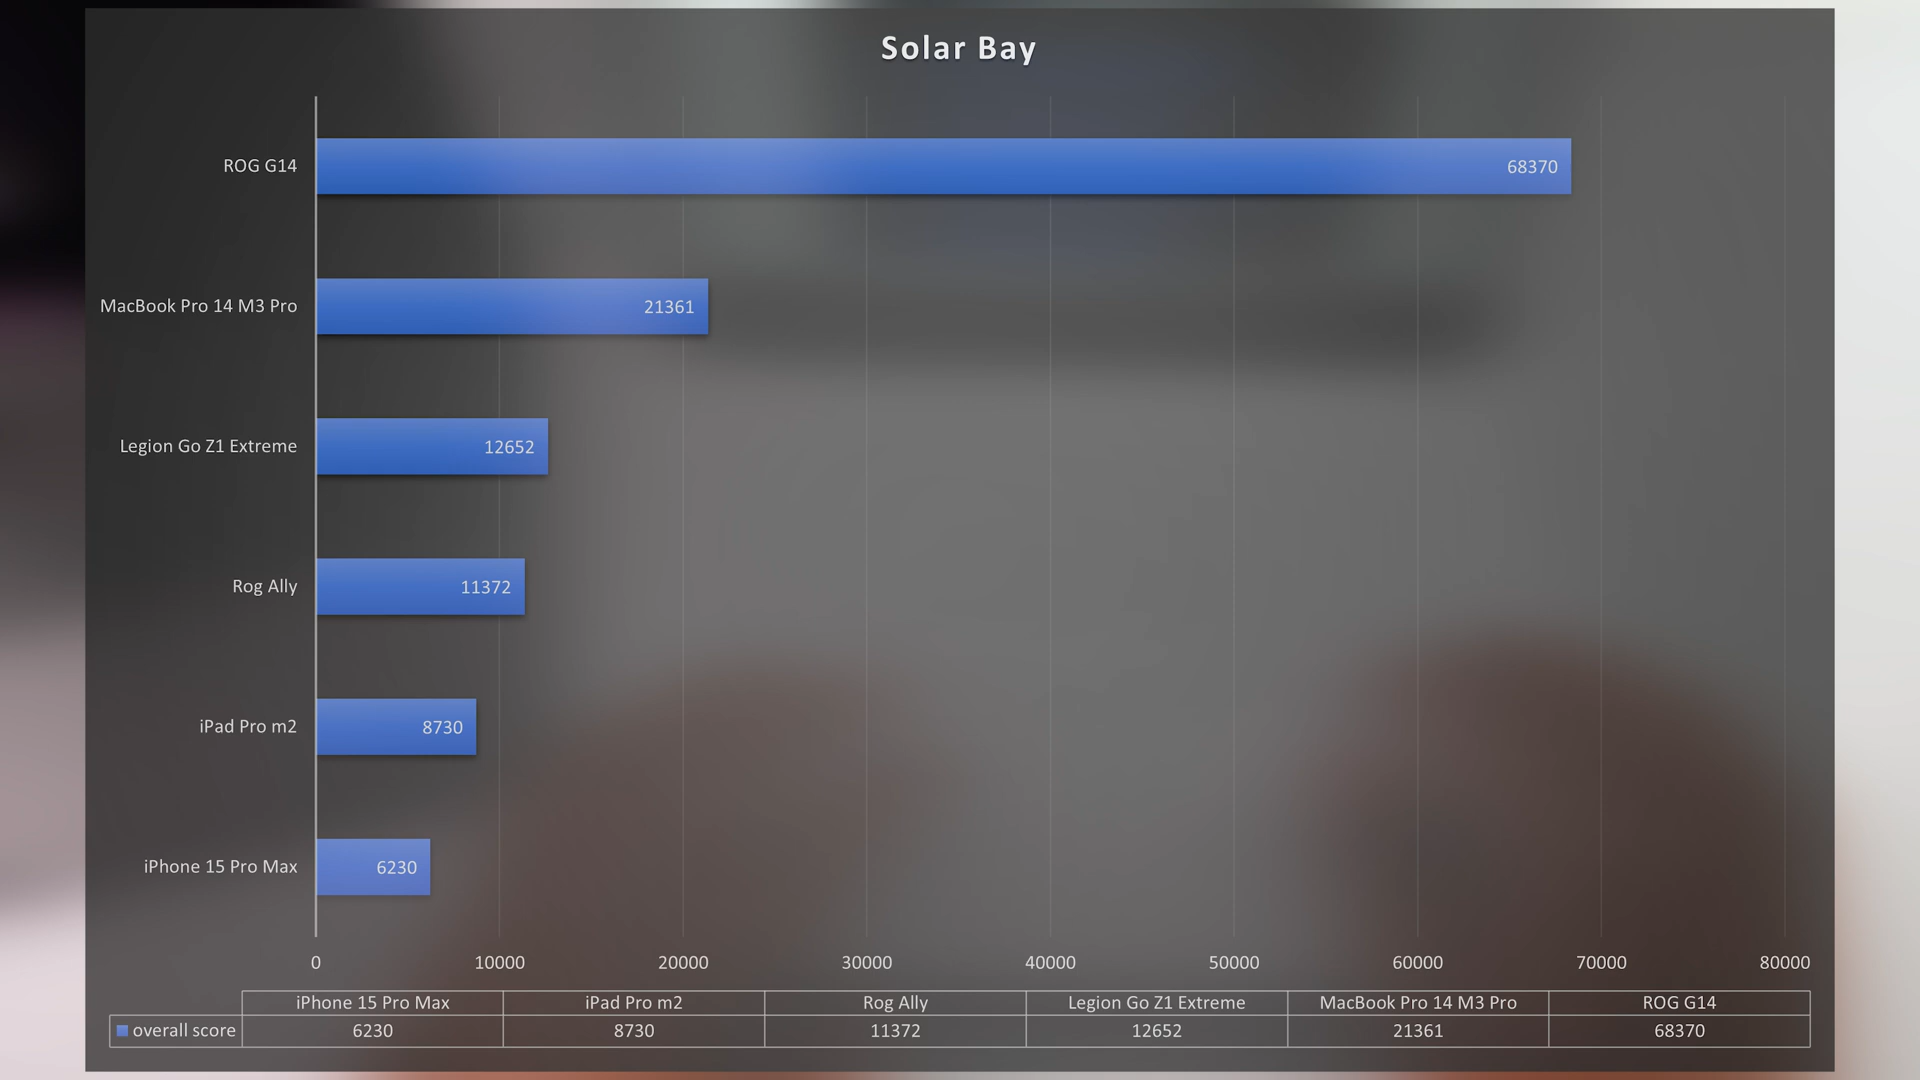 Solar Bay
ROG G14
68370
MacBook Pro 14 M3 Pro
21361
Legion Go Z1 Extreme
12652
Rog Ally
11372
iPad Pro m2
8730
iPhone 15 Pro Max
6230
0 10000 20000 30000 40000 50000 60000 70000 80000
iPhone 15 Pro Max iPad Pro m2 Rog Ally Legion Go Z1 Extreme MacBook Pro 14 M3 Pro ROG G14
overall score 6230 8730 11372 12652 21361 68370